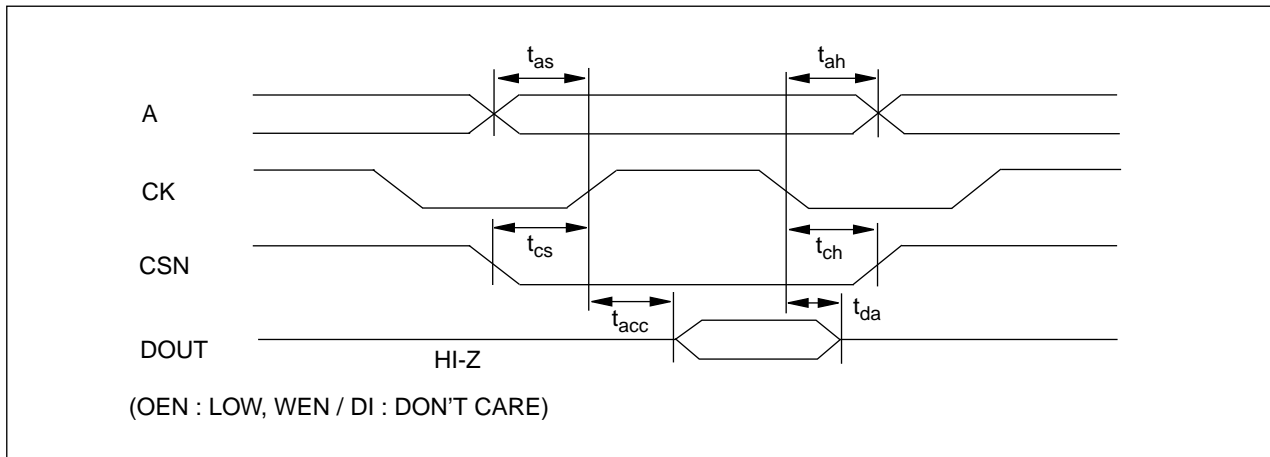 tas
tah
A
CK
tcs
tch
CSN
tacc
tda
DOUT
HI-Z
(OEN : LOW, WEN / DI : DON'T CARE)